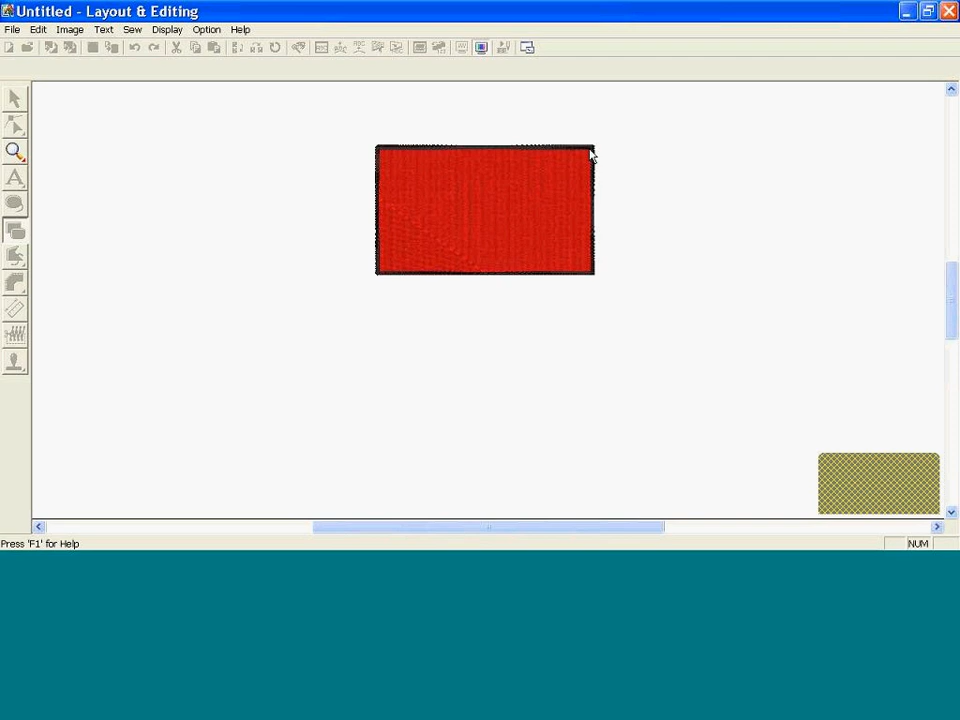 Untitled - Layout & Editing
File Edit Image Text Sew Display Option Help
Press 'F1' for Help
NUM